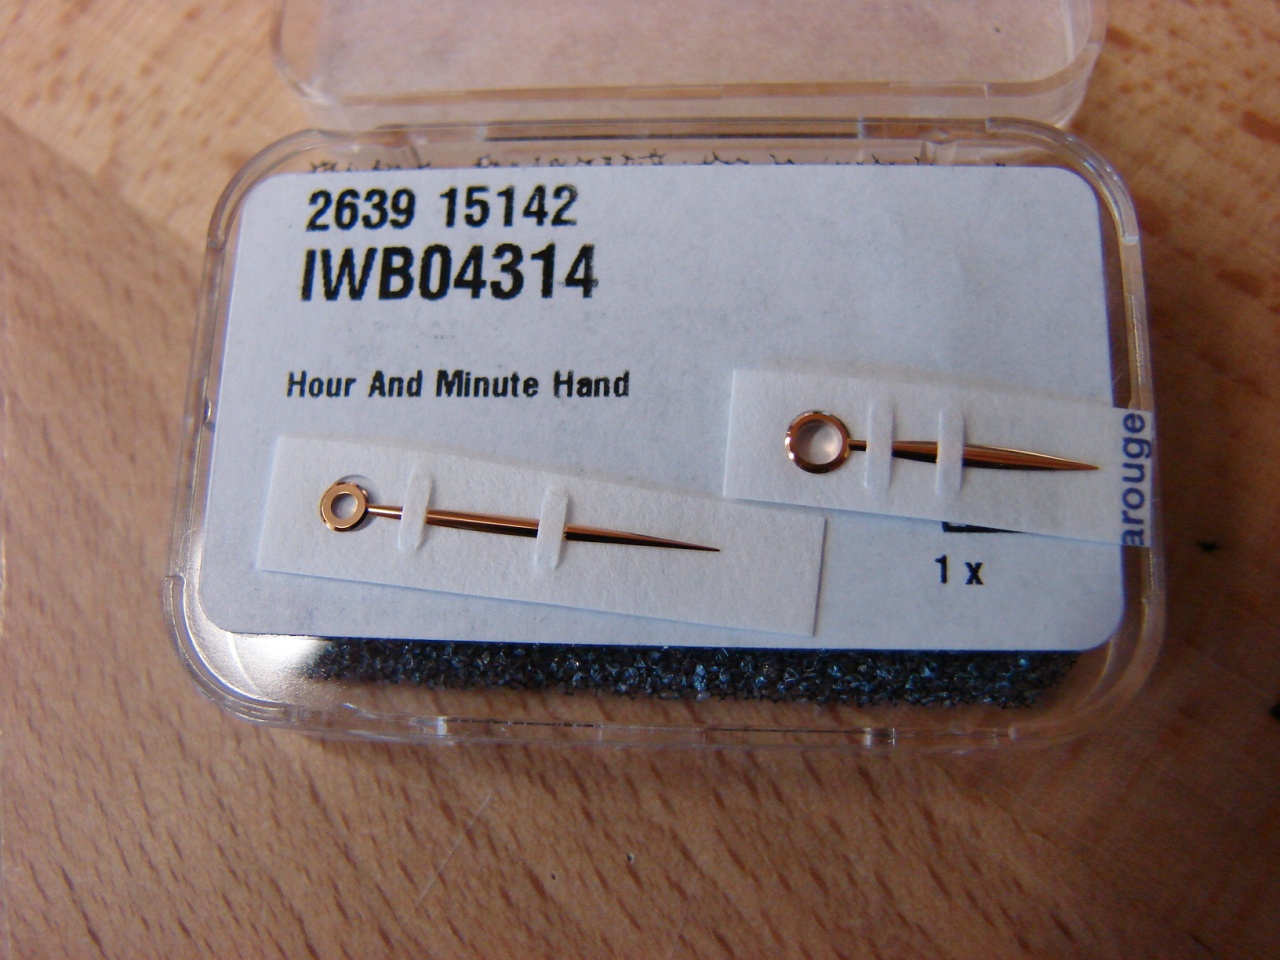 2639 15142
IWB04314
Hour And Minute Hand
arouge
1 x